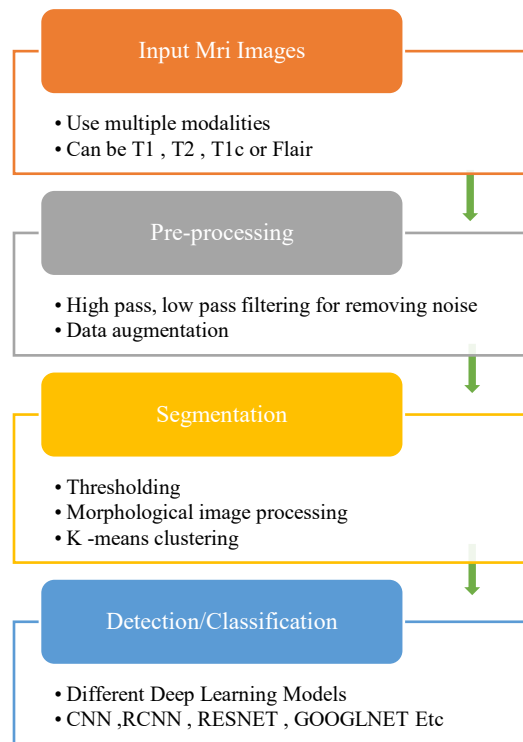 Input Mri Images
• Use multiple modalities
• Can be T1 , T2 , T1c or Flair
Pre-processing
• High pass, low pass filtering for removing noise
• Data augmentation
Segmentation
• Thresholding
• Morphological image processing
• K -means clustering
Detection/Classification
• Different Deep Learning Models
• CNN ,RCNN , RESNET , GOOGLNET Etc